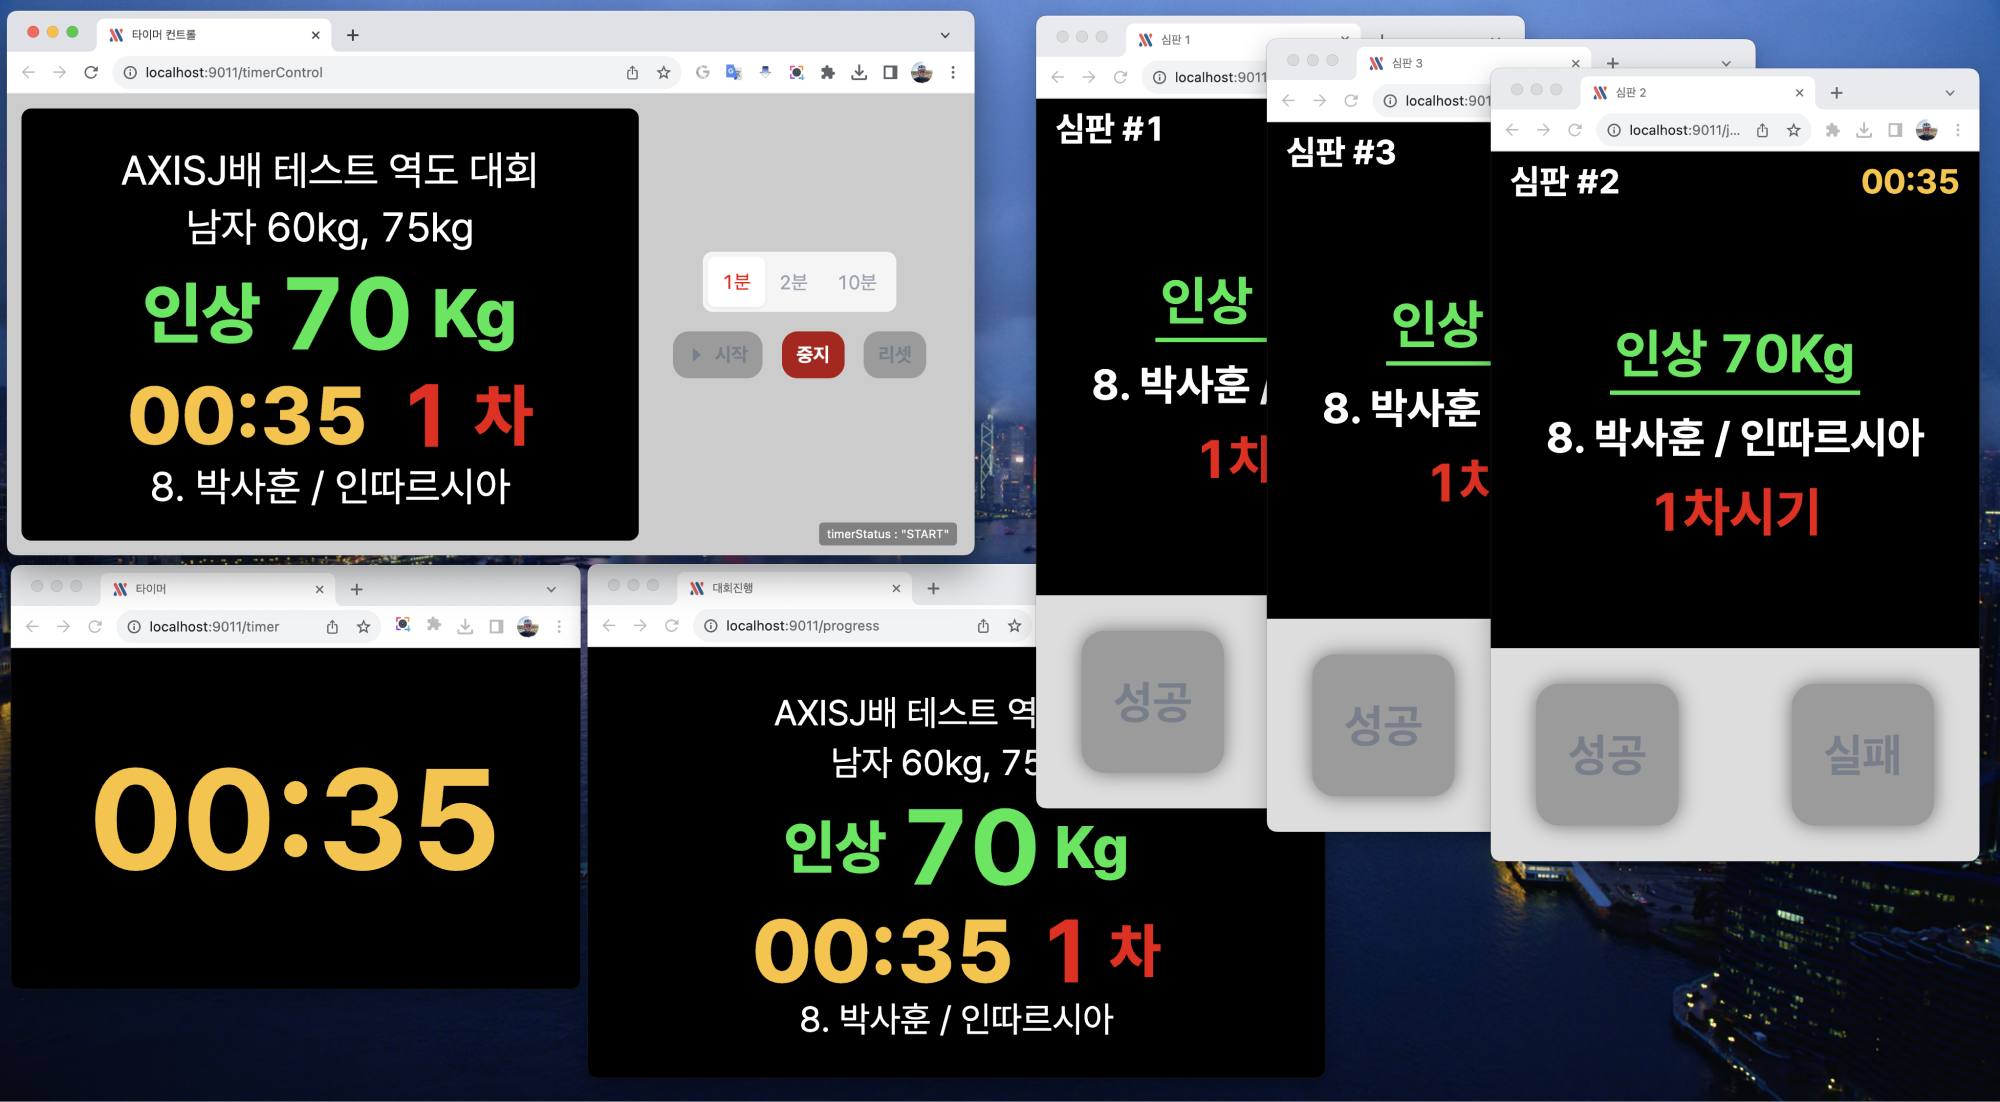 타이머 컨트롤
localhost:9011/timerControl
AXISJ배 테스트 역도 대회
남자 60kg, 75kg
인상 70 Kg
00:35 1 차
8. 박사훈 / 인따르시아
1분 2분 10분
시작 중지 리셋
timerStatus : "START"
타이머
localhost:9011/timer
00:35
대회진행
localhost:9011/progress
AXISJ배 테스트 역
남자 60kg, 75
인상 70 Kg
00:35 1 차
8. 박사훈 / 인따르시아
심판 1
localhost:9011
심판 #1
인상
8. 박사훈 /
1차
성공
심판 3
localhost:901
심판 #3
인상
8. 박사훈
1차
성공
심판 2
localhost:9011/j...
심판 #2 00:35
인상 70Kg
8. 박사훈 / 인따르시아
1차시기
성공 실패